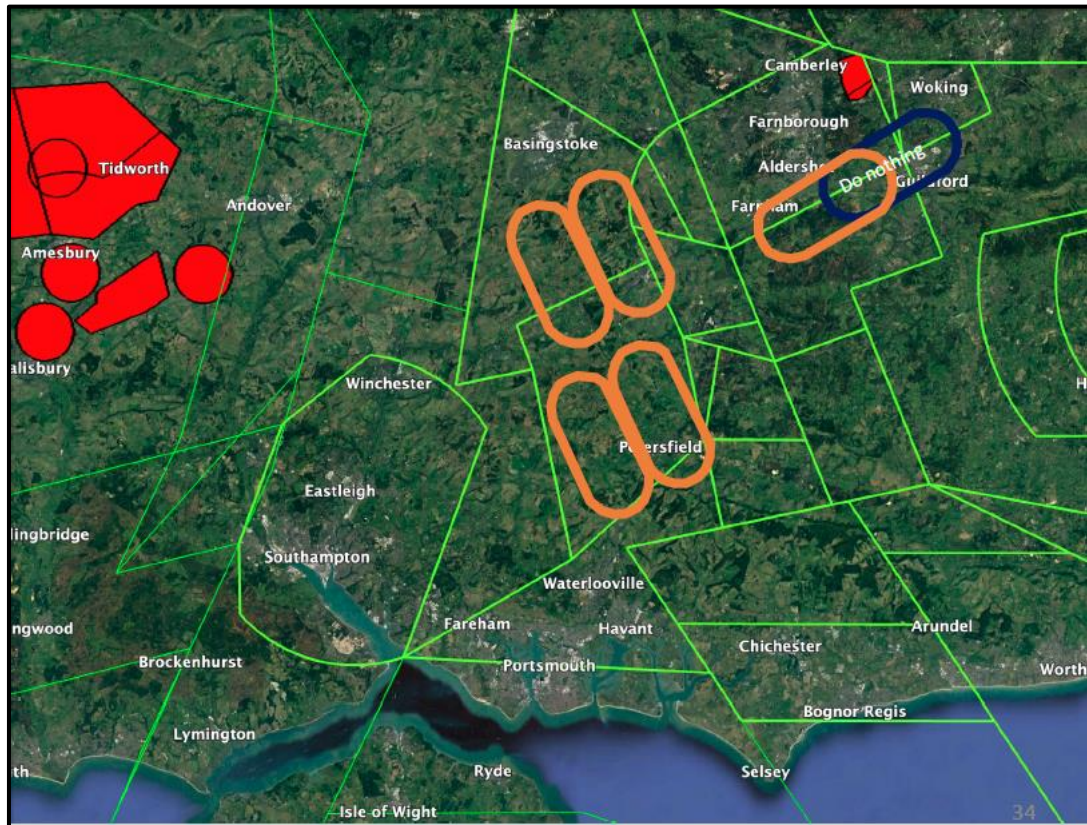 Camberley
Woking
Farnborough
Basingstoke
Tidworth
Do nothing
Guildford
Andover
Farnham
Amesbury
alisbury
H
Winchester
Petersfield
Eastleigh
lingbridge
Southampton
Waterlooville
ngwood
Fareham
Havant
Arundel
Chichester
Brockenhurst
Portsmouth
Worth
Bognor Regis
Lymington
th
Ryde
Selsey
Isle of Wight
34